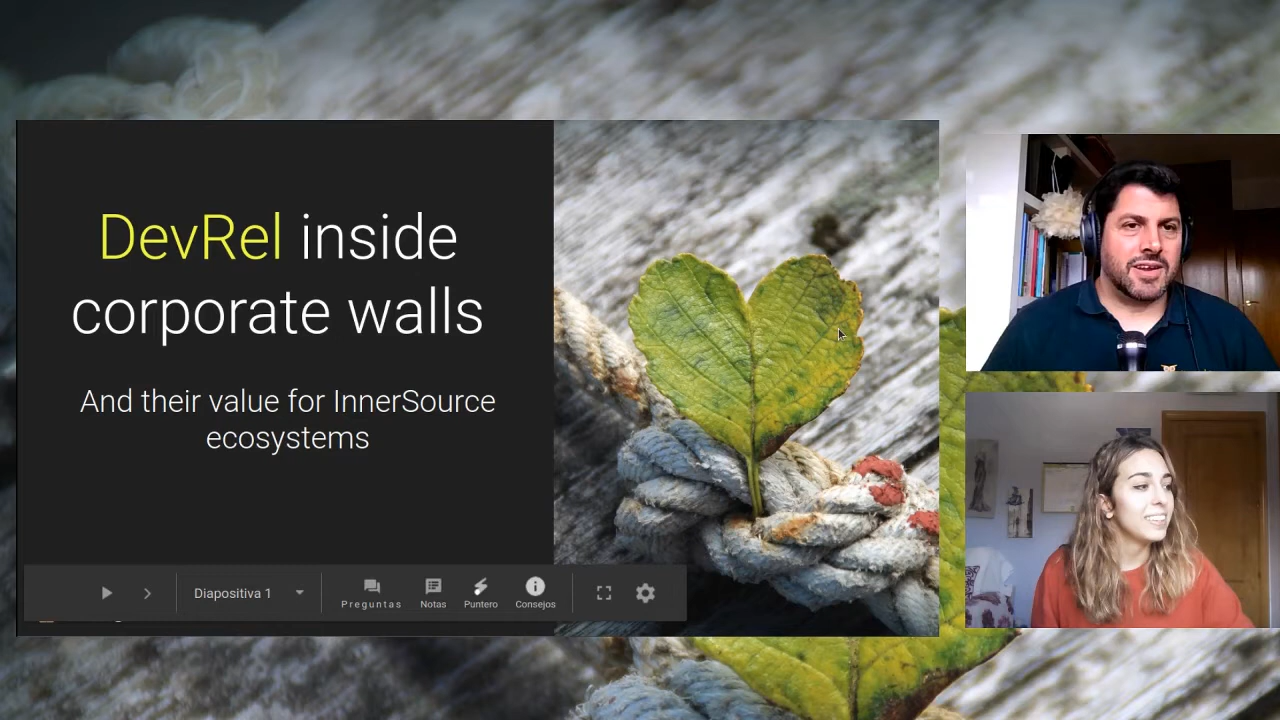 DevRel inside
corporate walls
And their value for InnerSource
ecosystems
Diapositiva 1
Preguntas
Notas
Puntero
Consejos